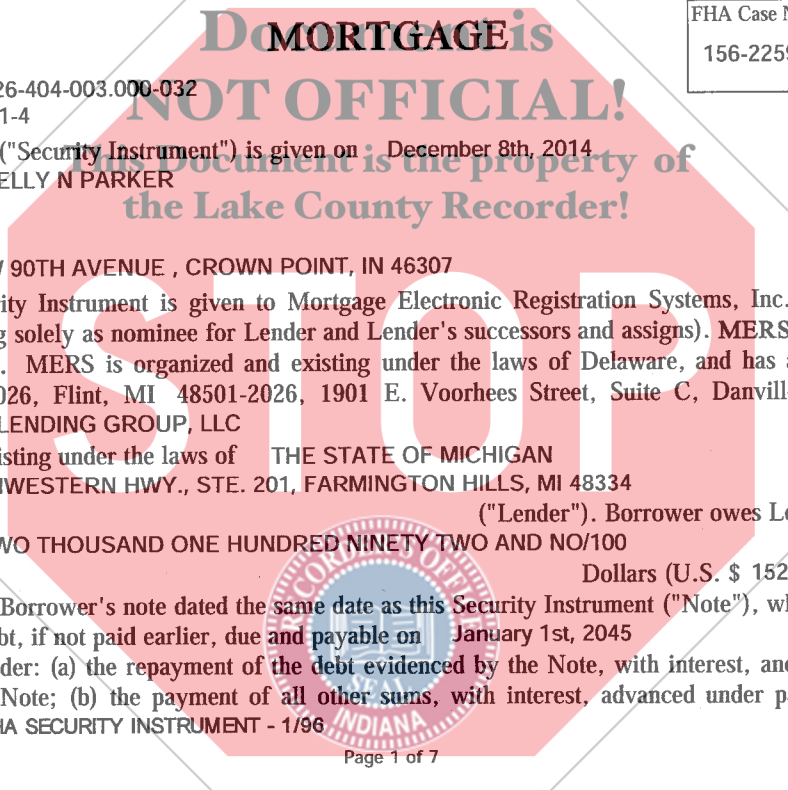 Document is
MORTGAGE
FHA Case N
156-2259
26-404-003.000-032
NOT OFFICIAL!
1-4
("Security Instrument") is given on December 8th, 2014
This Document is the property of
ELLY N PARKER
the Lake County Recorder!
90TH AVENUE , CROWN POINT, IN 46307
rity Instrument is given to Mortgage Electronic Registration Systems, Inc.
g solely as nominee for Lender and Lender's successors and assigns). MERS
. MERS is organized and existing under the laws of Delaware, and has a
026, Flint, MI 48501-2026, 1901 E. Voorhees Street, Suite C, Danvill
STOP
LENDING GROUP, LLC
isting under the laws of THE STATE OF MICHIGAN
WESTERN HWY., STE. 201, FARMINGTON HILLS, MI 48334
("Lender"). Borrower owes Le
WO THOUSAND ONE HUNDRED NINETY TWO AND NO/100
Dollars (U.S. $ 152
Borrower's note dated the same date as this Security Instrument ("Note"), wh
bt, if not paid earlier, due and payable on January 1st, 2045
der: (a) the repayment of the debt evidenced by the Note, with interest, and
Note; (b) the payment of all other sums, with interest, advanced under p
HA SECURITY INSTRUMENT - 1/96
RECORDER'S OFFICE
SEAL
INDIANA
Page 1 of 7